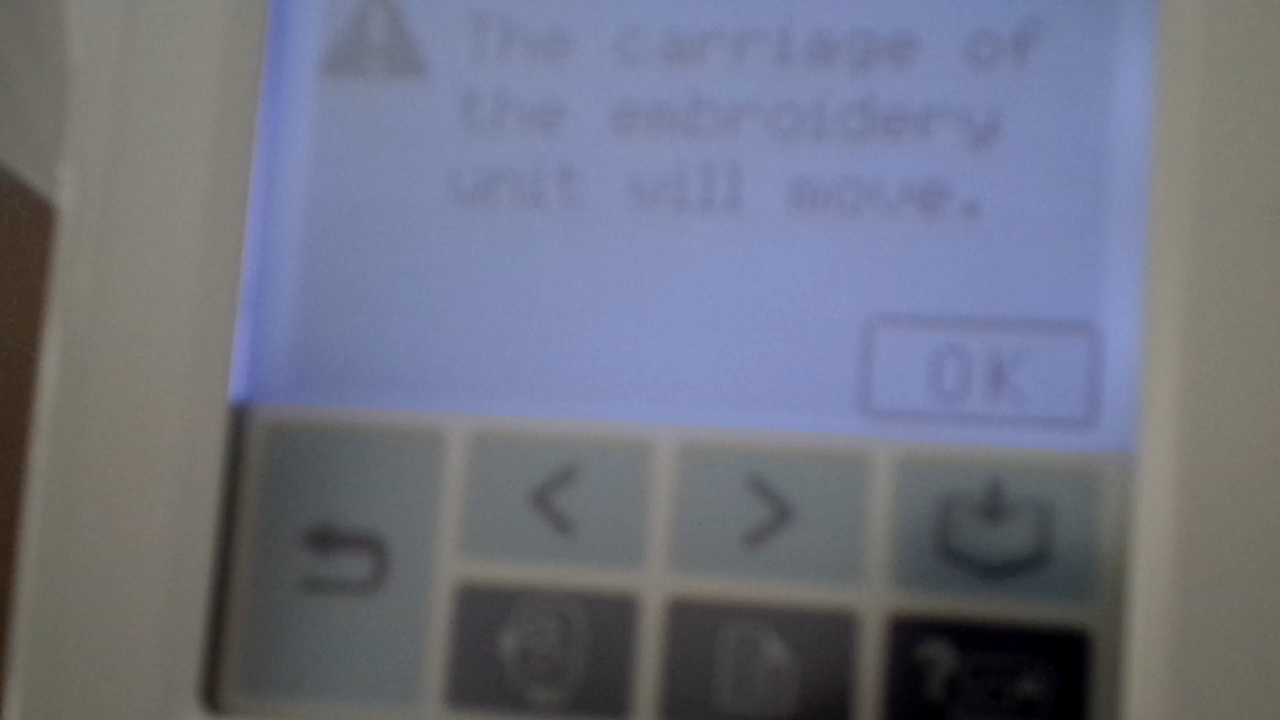 The carriage of
the embroidery
unit will move.
OK
< >
?